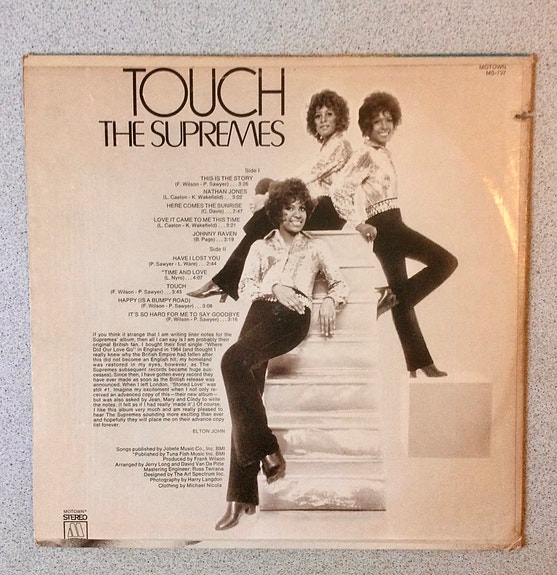 TOUCH
THE SUPREMES
MOTOWN
MS-737
Side I
THIS IS THE STORY
(F. Wilson - P. Sawyer) . . . 3:26
NATHAN JONES
(L. Caston - K. Wakefield) . . . 3:02
HERE COMES THE SUNRISE
(C. Davis) . . . 2:47
LOVE IT CAME TO ME THIS TIME
(L. Caston - K. Wakefield) . . . 3:21
JOHNNY RAVEN
(B. Page) . . . 3:19
Side II
HAVE I LOST YOU
(P. Sawyer - L. Ware) . . . 2:44
*TIME AND LOVE
(L. Nyro) . . . 4:07
TOUCH
(F. Wilson - P. Sawyer) . . . 3:43
HAPPY (IS A BUMPY ROAD)
(F. Wilson - P. Sawyer) . . . 3:08
IT'S SO HARD FOR ME TO SAY GOODBYE
(F. Wilson - P. Sawyer) . . . 3:16
If you think it strange that I am writing liner notes for the
Supremes' album, then all I can say is I am probably their
original British fan. I bought their first single "Where
Did Our Love Go" in England in 1964 (and thought I
really knew why the British Empire had fallen after
this did not become an English hit; my homeland
was restored in my eyes, however, as The
Supremes subsequent records became huge suc-
cesses). Since then, I have gotten every record they
have ever made as soon as the British release was
announced. When I left London, "Stoned Love" was
still #1. Imagine my excitement when I not only re-
ceived an advanced copy of this—their new album—
but was also asked by Jean, Mary and Cindy to write
the notes. (It felt as if I had really 'made it'.) Of course,
I like this album very much and am really pleased to
hear The Supremes sounding more exciting than ever
and hopefully they will place me on their advance copy
list forever.
ELTON JOHN
Songs published by Jobete Music Co., Inc. BMI
*Published by Tuna Fish Music Inc. BMI
Produced by Frank Wilson
Arranged by Jerry Long and David Van De Pitte
Mastering Engineer: Russ Terrana
Designed by The Art Spectrum Inc.
Photography by Harry Langdon
Clothing by Michael Nicola
MOTOWN®
STEREO
M